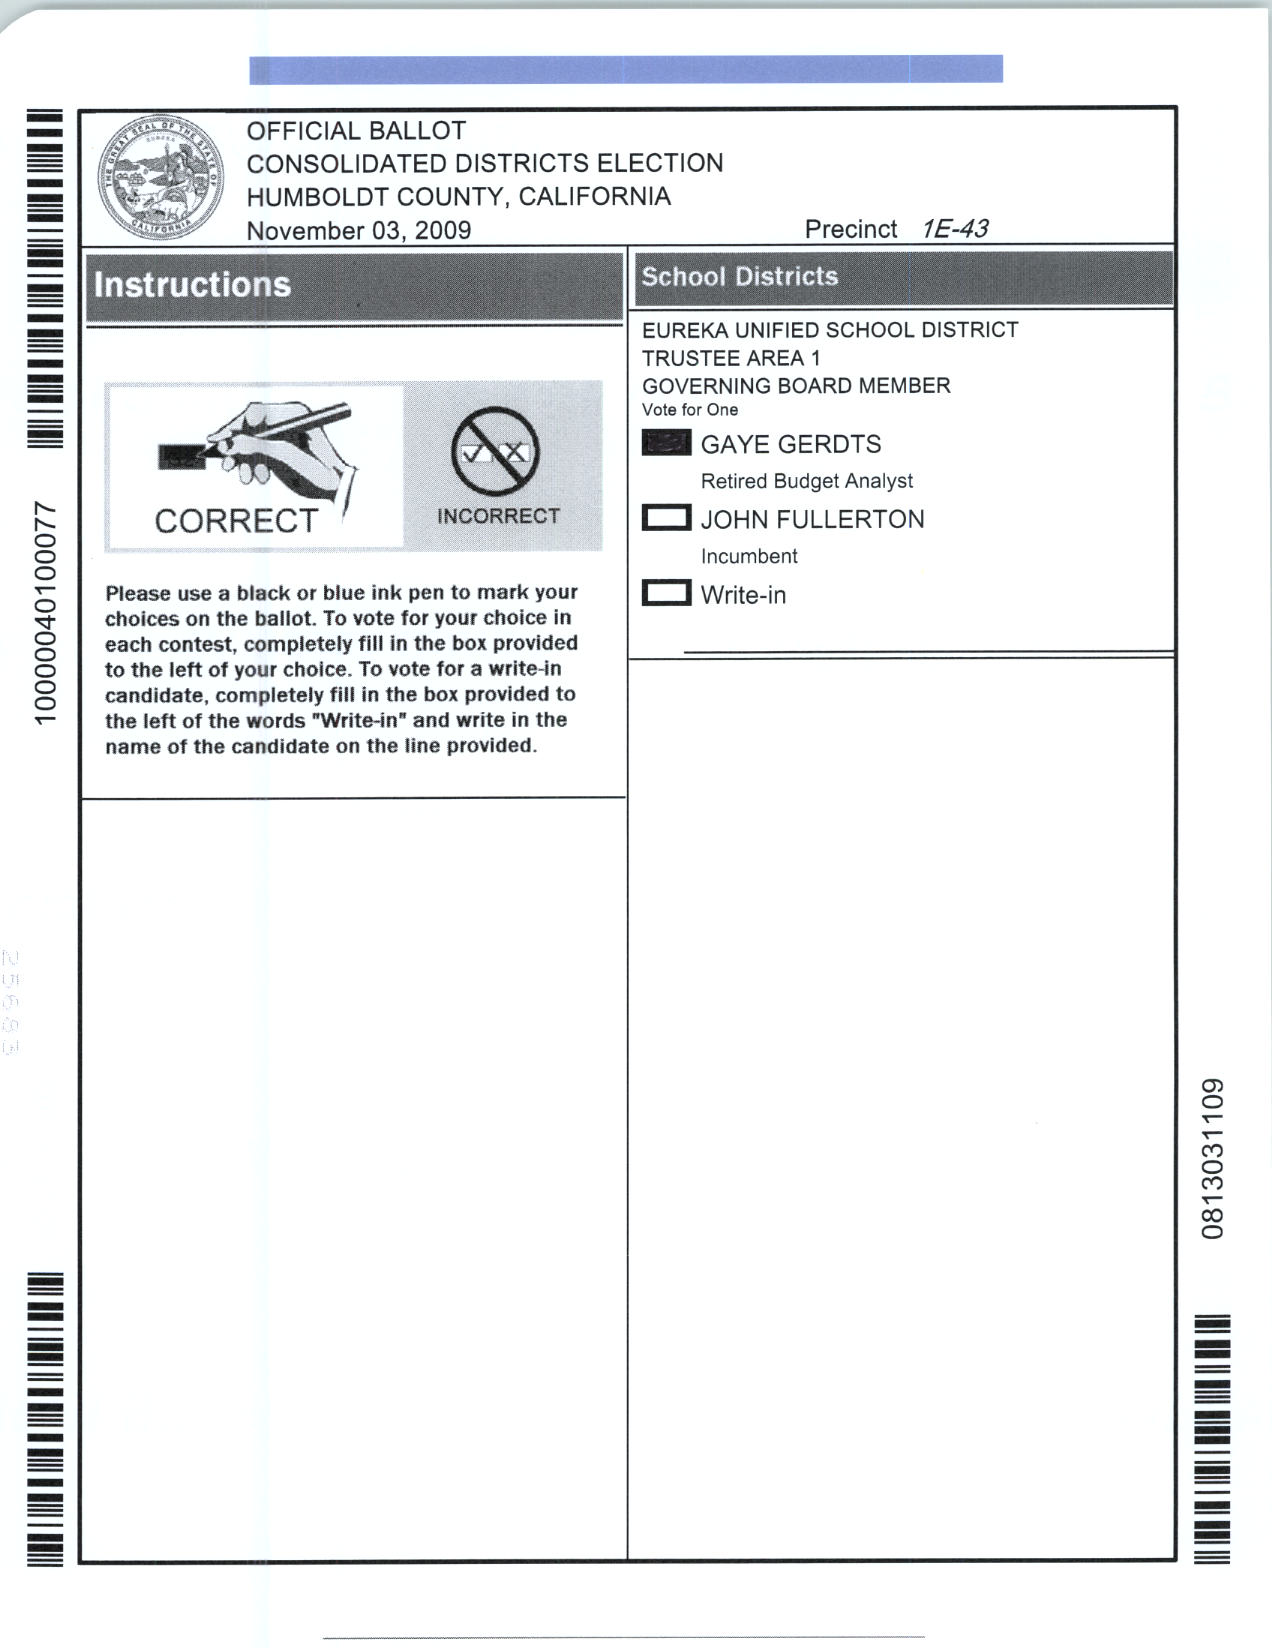 OFFICIAL BALLOT
CONSOLIDATED DISTRICTS ELECTION
HUMBOLDT COUNTY, CALIFORNIA
November 03, 2009
Precinct 1E-43
THE GREAT SEAL OF THE STATE OF CALIFORNIA
EUREKA
Instructions
CORRECT
INCORRECT
Please use a black or blue ink pen to mark your
choices on the ballot. To vote for your choice in
each contest, completely fill in the box provided
to the left of your choice. To vote for a write-in
candidate, completely fill in the box provided to
the left of the words "Write-in" and write in the
name of the candidate on the line provided.
School Districts
EUREKA UNIFIED SCHOOL DISTRICT
TRUSTEE AREA 1
GOVERNING BOARD MEMBER
Vote for One
GAYE GERDTS
Retired Budget Analyst
JOHN FULLERTON
Incumbent
Write-in
10000040100077
0813031109